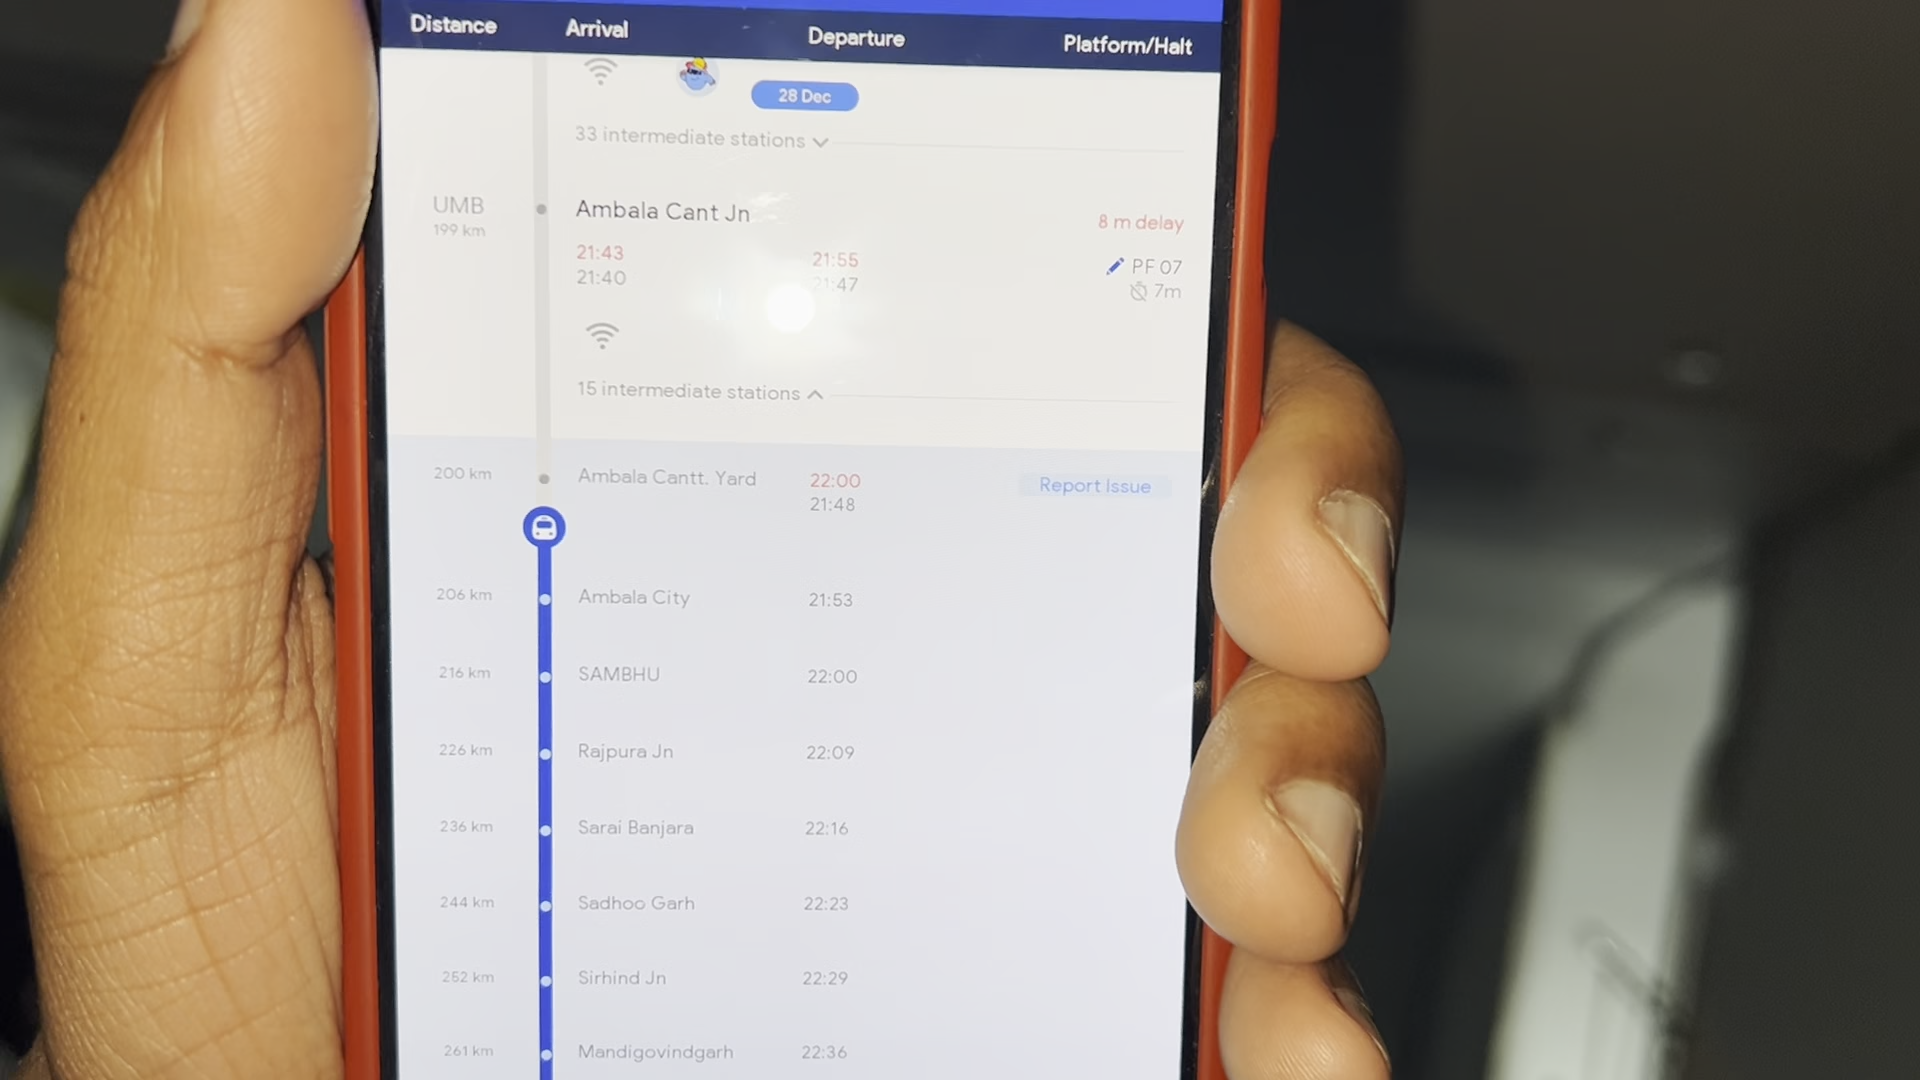 Distance Arrival Departure Platform/Halt
28 Dec
33 intermediate stations
UMB Ambala Cant Jn 8 m delay
199 km
21:43 21:55 PF 07
21:40 21:47 7m
15 intermediate stations
200 km Ambala Cantt. Yard 22:00 Report Issue
21:48
206 km Ambala City 21:53
216 km SAMBHU 22:00
226 km Rajpura Jn 22:09
236 km Sarai Banjara 22:16
244 km Sadhoo Garh 22:23
252 km Sirhind Jn 22:29
261 km Mandigovindgarh 22:36